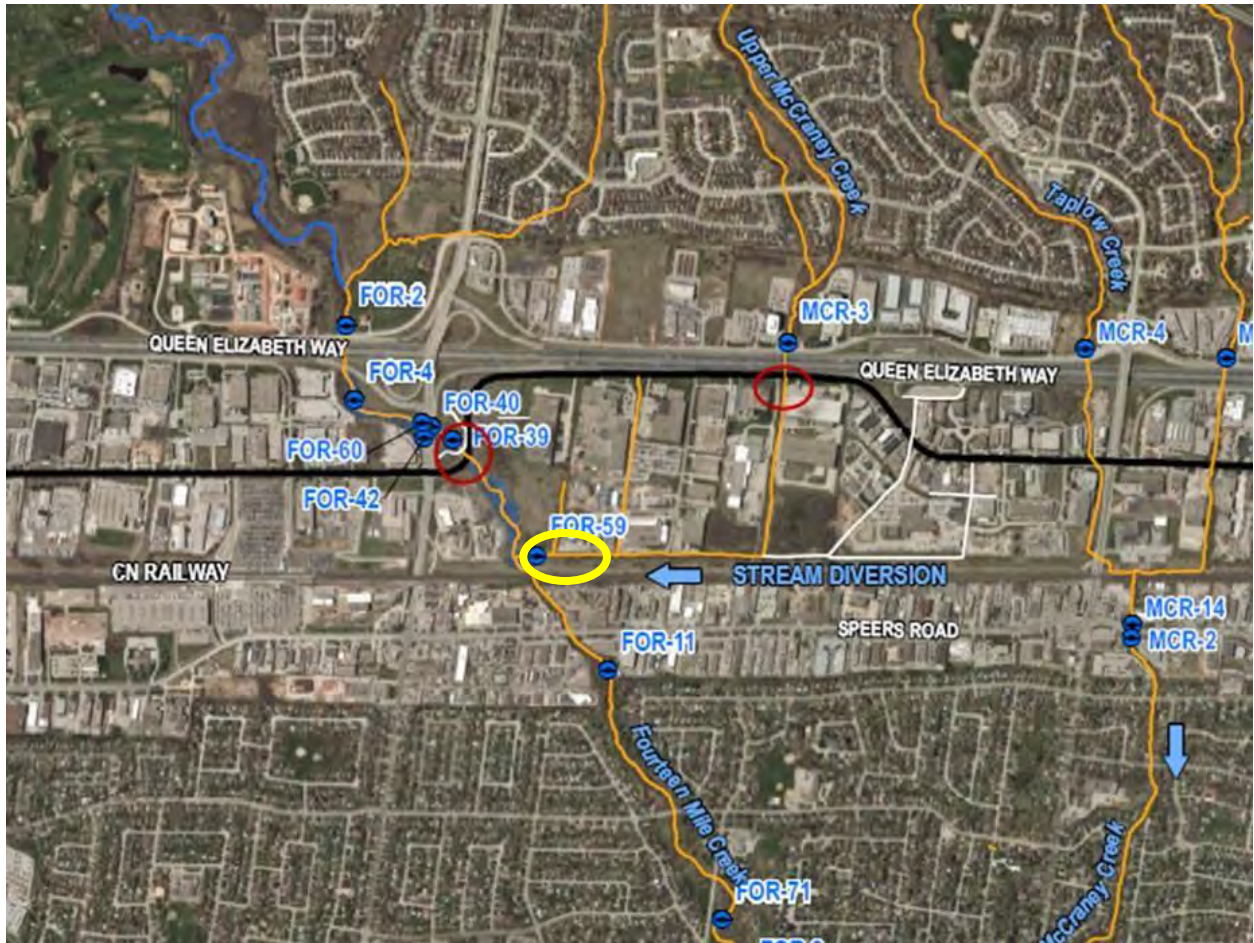 Upper McCraney Creek
Taplow Creek
FOR-2
MCR-3
MCR-4
M
QUEEN ELIZABETH WAY
QUEEN ELIZABETH WAY
FOR-4
FOR-40
FOR-39
FOR-60
FOR-42
FOR-59
CN RAILWAY
STREAM DIVERSION
MCR-14
SPEERS ROAD
MCR-2
FOR-11
Fourteen Mile Creek
McCraney Creek
FOR-71